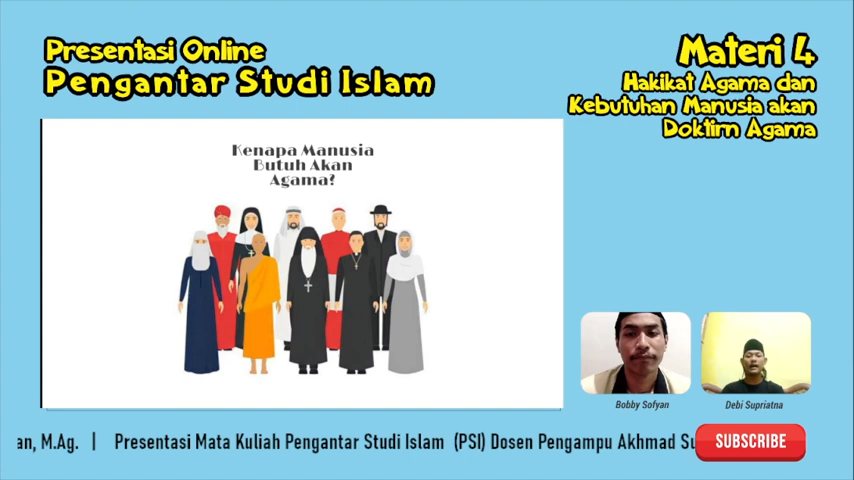 Presentasi Online
Pengantar Studi Islam
Materi 4
Hakikat Agama dan
Kebutuhan Manusia akan
Doktirn Agama
Kenapa Manusia
Butuh Akan
Agama?
Bobby Sofyan
Debi Supriatna
an, M.Ag. | Presentasi Mata Kuliah Pengantar Studi Islam (PSI) Dosen Pengampu Akhmad Su
SUBSCRIBE